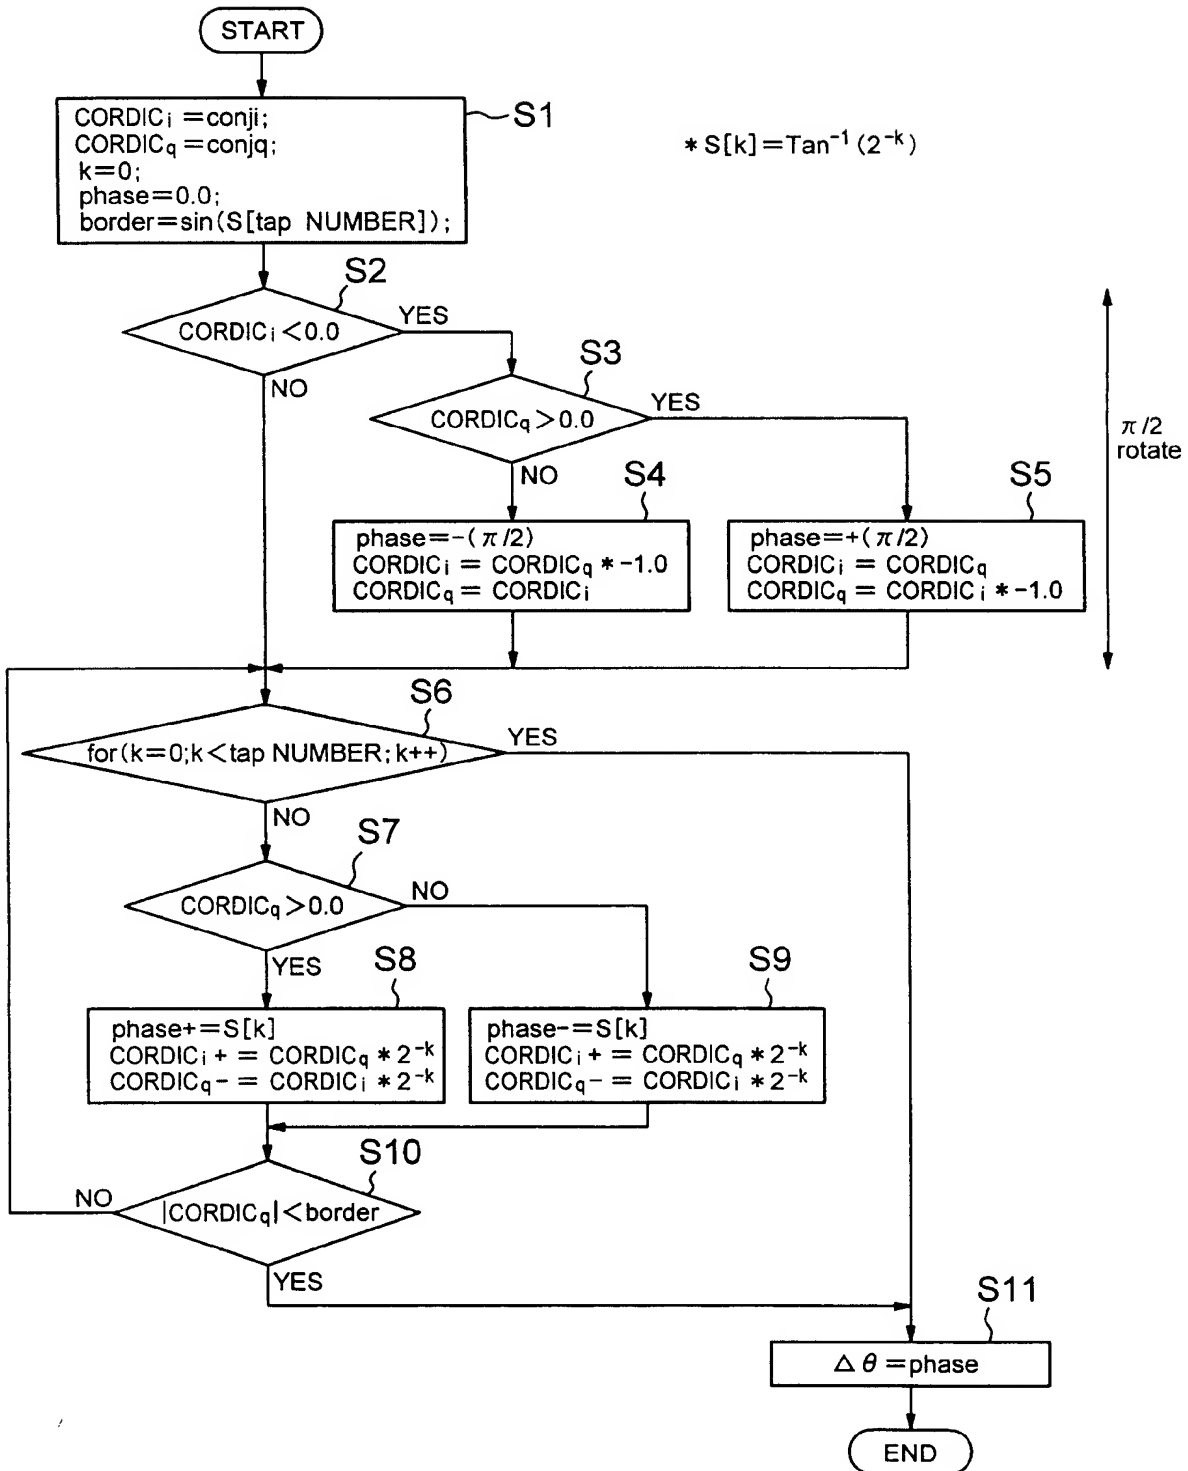 START
S1
CORDICi =conji;
CORDICq =conjq;
k=0;
phase=0.0;
border=sin(S[tap NUMBER]);
* S[k]=Tan⁻¹(2⁻ᵏ)
S2
CORDICi <0.0
YES
NO
S3
CORDICq >0.0
YES
NO
π/2
rotate
S4
phase=-(π/2)
CORDICi = CORDICq *-1.0
CORDICq = CORDICi
S5
phase=+(π/2)
CORDICi = CORDICq
CORDICq = CORDICi *-1.0
S6
for(k=0;k<tap NUMBER; k++)
YES
NO
S7
CORDICq >0.0
NO
YES
S8
phase+=S[k]
CORDICi + = CORDICq *2⁻ᵏ
CORDICq- = CORDICi *2⁻ᵏ
S9
phase-=S[k]
CORDICi + = CORDICq *2⁻ᵏ
CORDICq- = CORDICi *2⁻ᵏ
S10
NO
|CORDICq|<border
YES
S11
△θ=phase
END